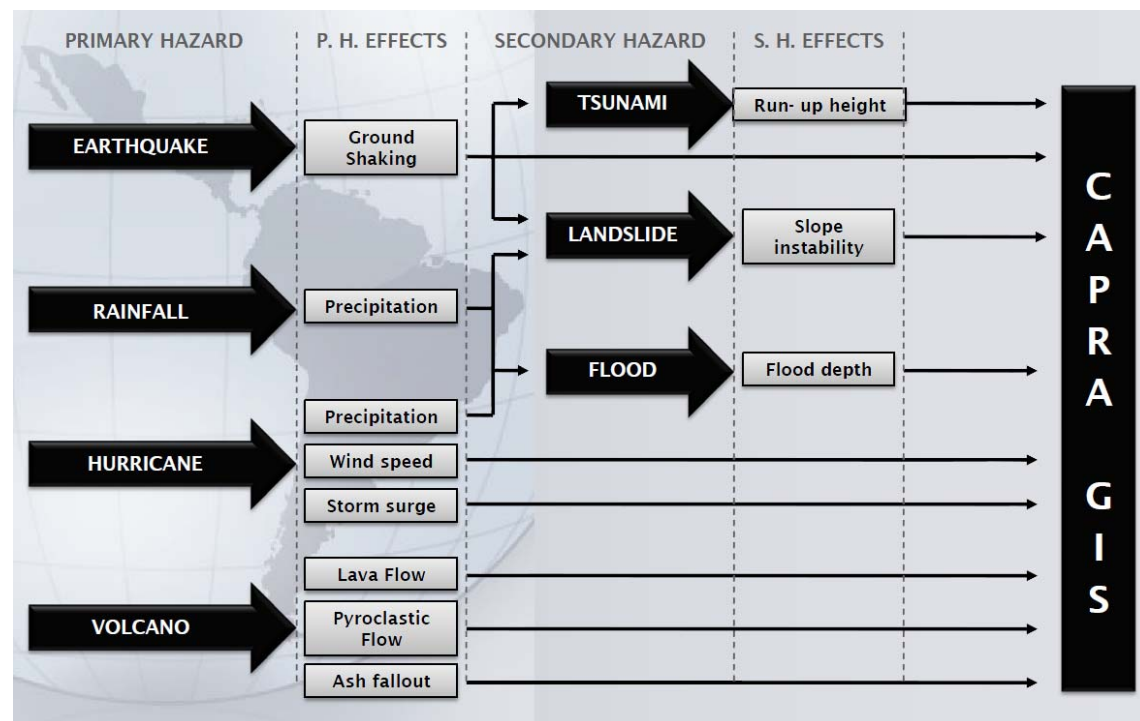 PRIMARY HAZARD
P. H. EFFECTS
SECONDARY HAZARD
S. H. EFFECTS
EARTHQUAKE
Ground
Shaking
TSUNAMI
Run- up height
LANDSLIDE
Slope
instability
RAINFALL
Precipitation
FLOOD
Flood depth
HURRICANE
Precipitation
Wind speed
Storm surge
VOLCANO
Lava Flow
Pyroclastic
Flow
Ash fallout
C
A
P
R
A
G
I
S